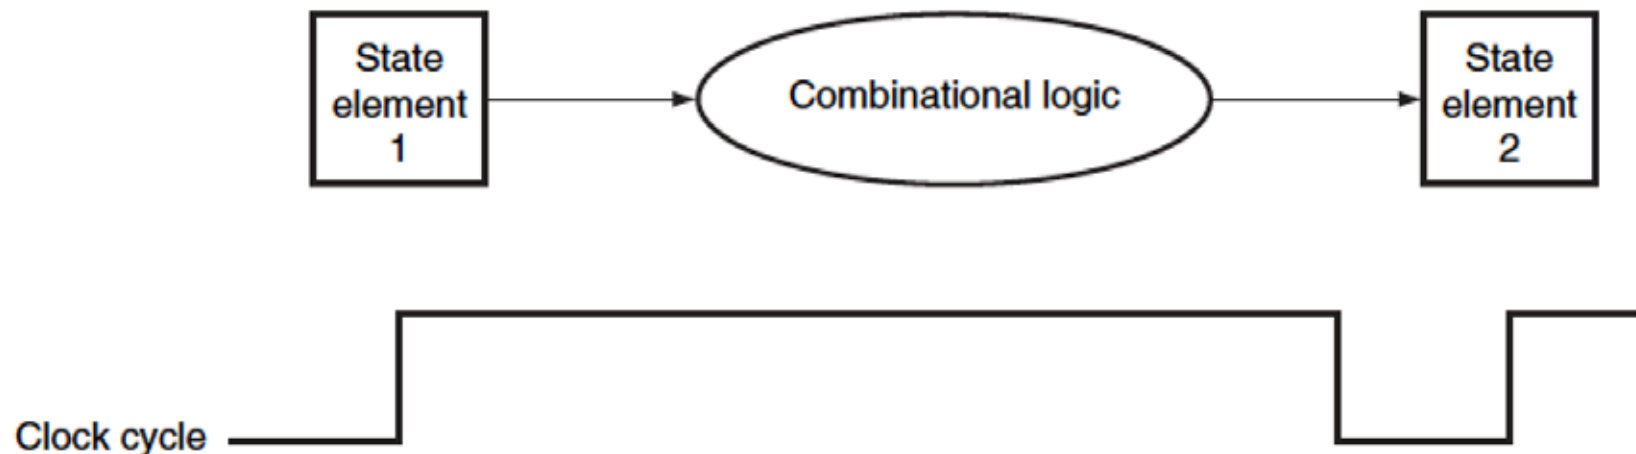 State
element
1
Combinational logic
State
element
2
Clock cycle